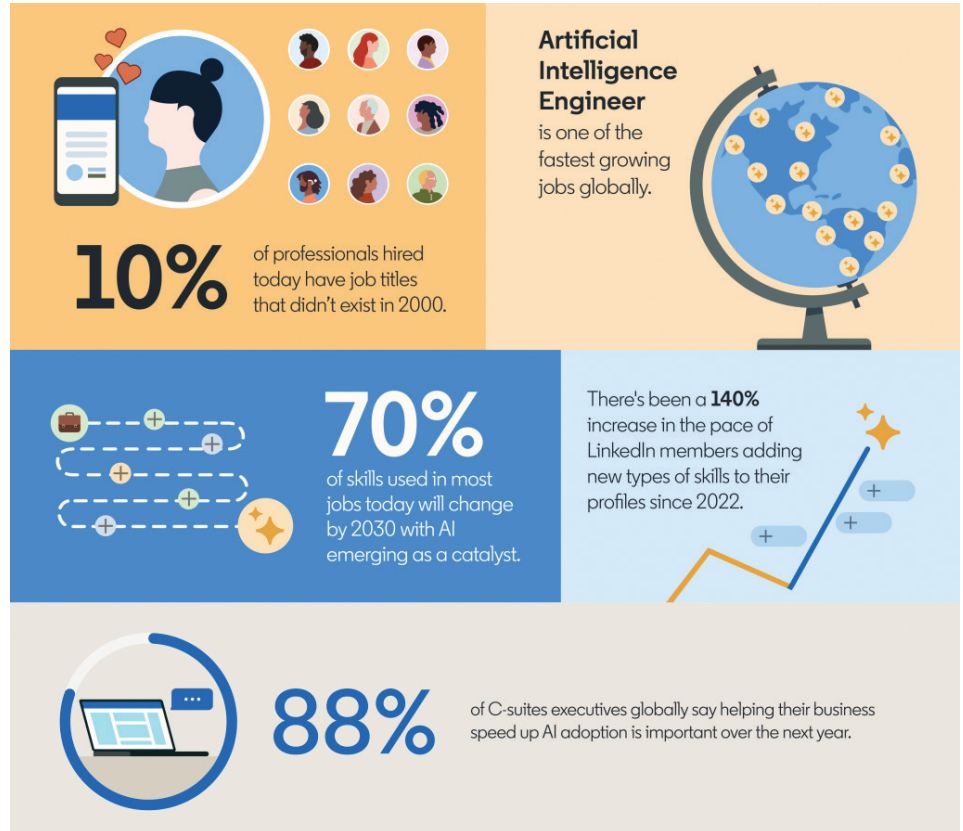 10%
of professionals hired
today have job titles
that didn't exist in 2000.
Artificial
Intelligence
Engineer
is one of the
fastest growing
jobs globally.
70%
of skills used in most
jobs today will change
by 2030 with AI
emerging as a catalyst.
There's been a 140%
increase in the pace of
LinkedIn members adding
new types of skills to their
profiles since 2022.
88%
of C-suites executives globally say helping their business
speed up AI adoption is important over the next year.